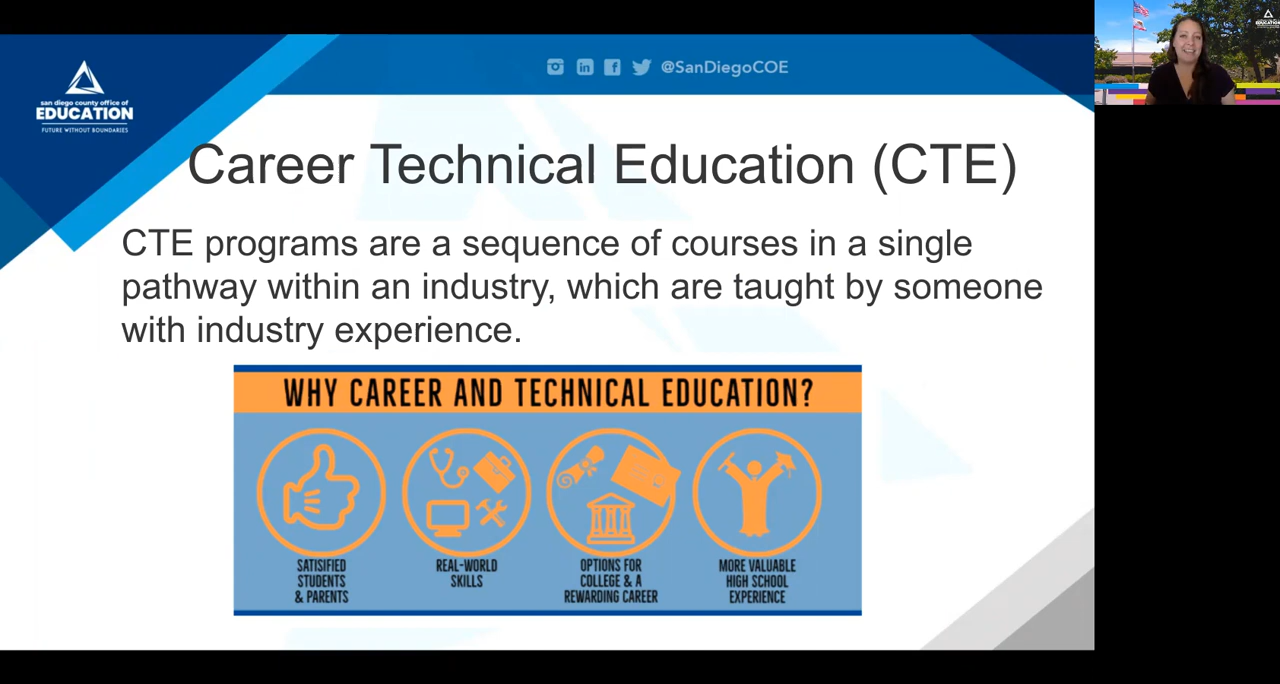 @SanDiegoCOE
san diego county office of
EDUCATION
FUTURE WITHOUT BOUNDARIES
Career Technical Education (CTE)
CTE programs are a sequence of courses in a single
pathway within an industry, which are taught by someone
with industry experience.
WHY CAREER AND TECHNICAL EDUCATION?
SATISIFIED
STUDENTS
& PARENTS
REAL-WORLD
SKILLS
OPTIONS FOR
COLLEGE & A
REWARDING CAREER
MORE VALUABLE
HIGH SCHOOL
EXPERIENCE
EDUCATION